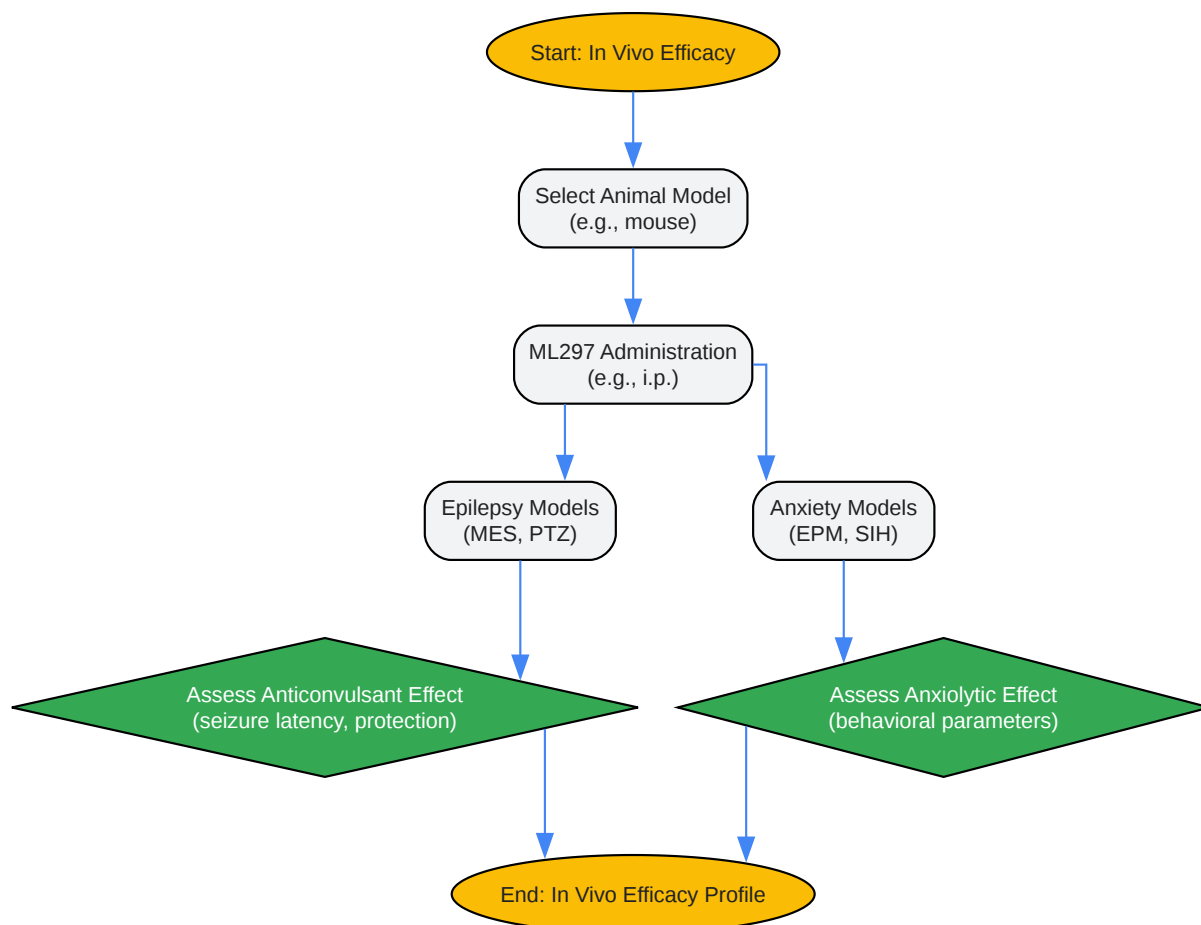 Start: In Vivo Efficacy
Select Animal Model
(e.g., mouse)
ML297 Administration
(e.g., i.p.)
Epilepsy Models
(MES, PTZ)
Anxiety Models
(EPM, SIH)
Assess Anticonvulsant Effect
(seizure latency, protection)
Assess Anxiolytic Effect
(behavioral parameters)
End: In Vivo Efficacy Profile